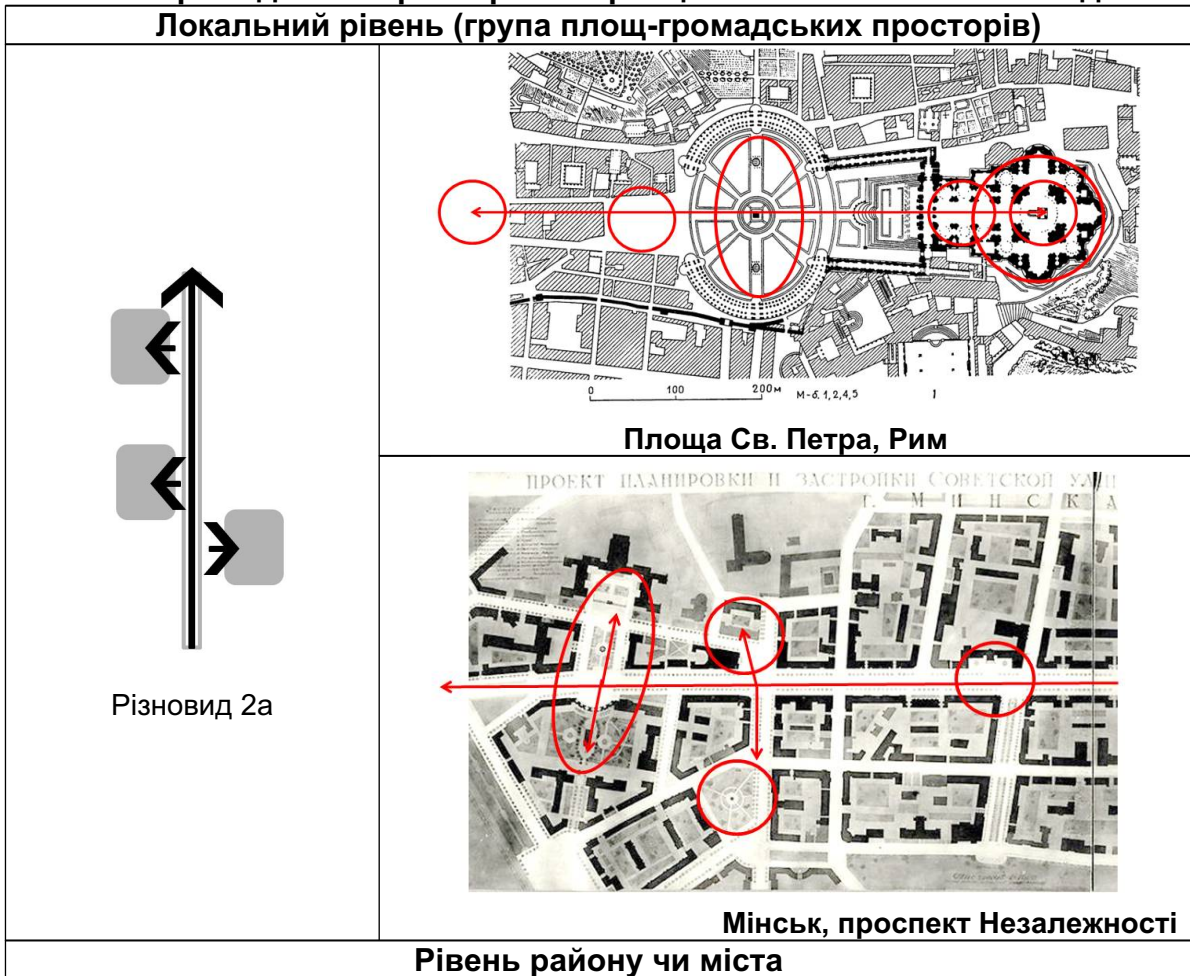 Локальний рівень (група площ-громадських просторів)
0 100 200м М-б. 1,2,4,5 1
Площа Св. Петра, Рим
Різновид 2а
ПРОЕКТ ПЛАНИРОВКИ И ЗАСТРОЙКИ СОВЕТСКОЙ
Г. МИНСКА
Мінськ, проспект Незалежності
Рівень району чи міста